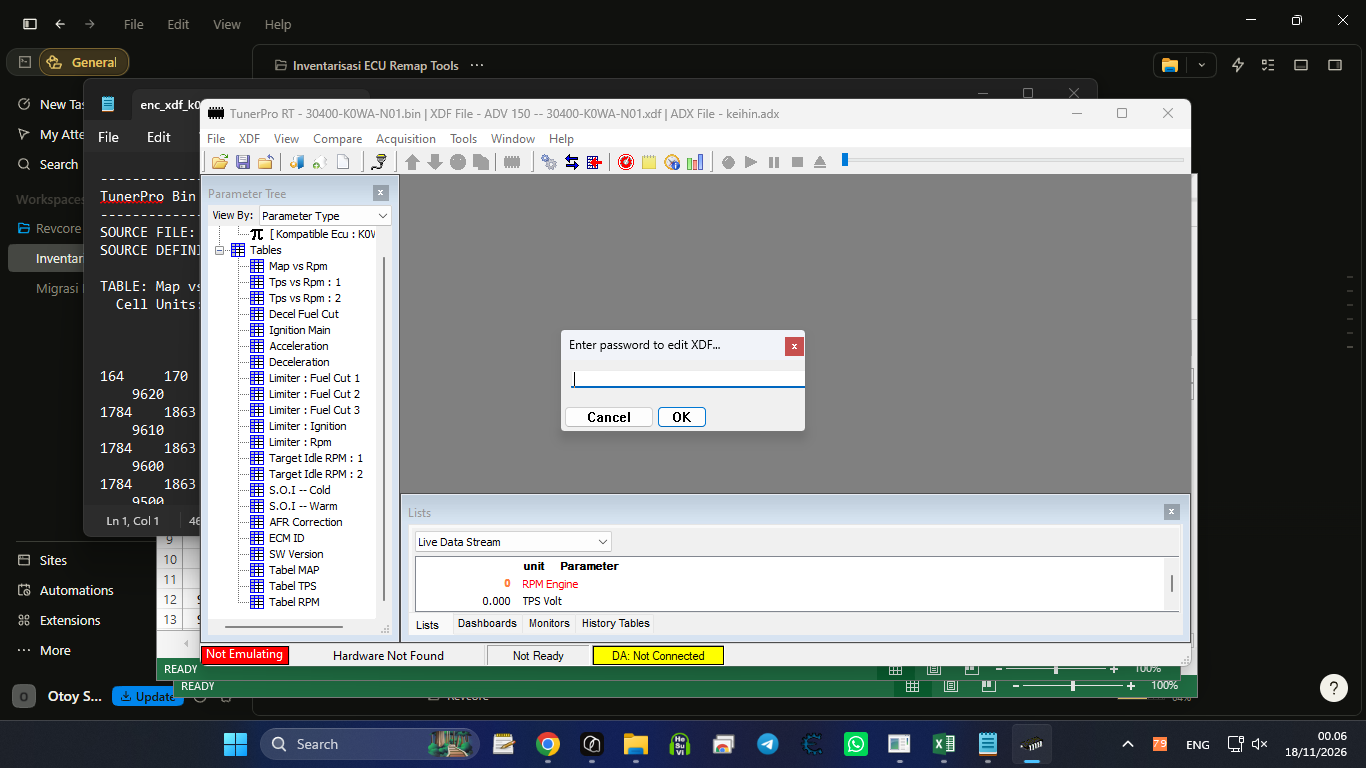 File Edit View Help
General
Inventarisasi ECU Remap Tools ...
New Tas
My Atte
Search
Workspaces
Revcore
Inventar
Migrasi
Sites
Automations
Extensions
More
O
Otoy S...
Update
enc_xdf_k0
File Edit
TunerPro Bin
SOURCE FILE:
SOURCE DEFINI
TABLE: Map vs
Cell Units:
164 170
9620
1784 1863
9610
1784 1863
9600
1784 1863
9500
Ln 1, Col 1
46
TunerPro RT - 30400-K0WA-N01.bin | XDF File - ADV 150 -- 30400-K0WA-N01.xdf | ADX File - keihin.adx
File XDF View Compare Acquisition Tools Window Help
Parameter Tree
x
View By: Parameter Type
[ Kompatible Ecu : K0W
Tables
Map vs Rpm
Tps vs Rpm : 1
Tps vs Rpm : 2
Decel Fuel Cut
Ignition Main
Acceleration
Deceleration
Limiter : Fuel Cut 1
Limiter : Fuel Cut 2
Limiter : Fuel Cut 3
Limiter : Ignition
Limiter : Rpm
Target Idle RPM : 1
Target Idle RPM : 2
S.O.I -- Cold
S.O.I -- Warm
AFR Correction
ECM ID
SW Version
Tabel MAP
Tabel TPS
Tabel RPM
Enter password to edit XDF...
x
Cancel OK
Lists
x
Live Data Stream
unit Parameter
0 RPM Engine
0.000 TPS Volt
Lists Dashboards Monitors History Tables
Not Emulating Hardware Not Found Not Ready DA: Not Connected
9
10
11
12
13
READY
100%
READY
100%
?
Search
HeSuVi
79
ENG
00.06
18/11/2026